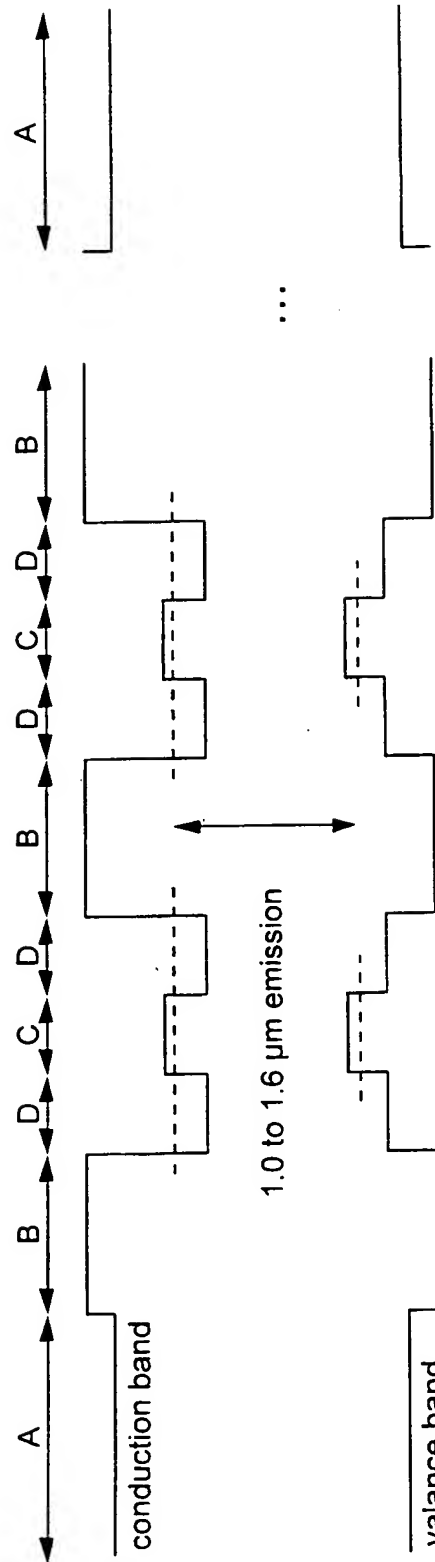 A
B
D
C
D
B
D
C
D
B
A
conduction band
1.0 to 1.6 µm emission
...
valance band